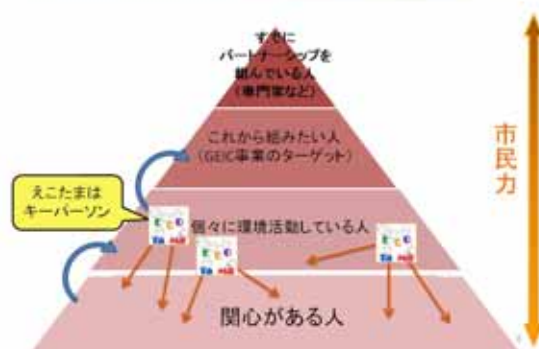 すでに
パートナーシップを
組んでいる人
（専門家など）
これから組みたい人
（GEIC事業のターゲット）
えこたまは
キーパーソン
個々に環境活動している人
関心がある人
市民力